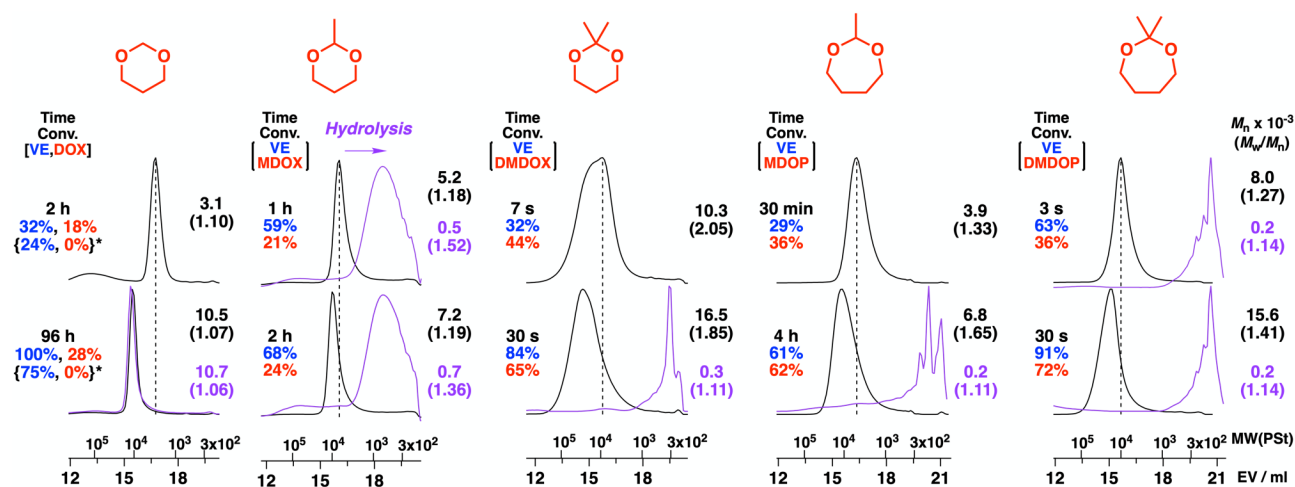 O O
O O
O O
O O
O O
Time
Conv.
[VE,DOX]
2 h
32%, 18%
{24%, 0%}*
3.1
(1.10)
96 h
100%, 28%
{75%, 0%}*
10.5
(1.07)
10.7
(1.06)
Time
Conv.
VE
MDOX
Hydrolysis
1 h
59%
21%
5.2
(1.18)
0.5
(1.52)
2 h
68%
24%
7.2
(1.19)
0.7
(1.36)
Time
Conv.
VE
DMDOX
7 s
32%
44%
10.3
(2.05)
30 s
84%
65%
16.5
(1.85)
0.3
(1.11)
Time
Conv.
VE
MDOP
30 min
29%
36%
3.9
(1.33)
4 h
61%
62%
6.8
(1.65)
0.2
(1.11)
Time
Conv.
VE
DMDOP
Mn x 10⁻³
(Mw/Mn)
3 s
63%
36%
8.0
(1.27)
0.2
(1.14)
30 s
91%
72%
15.6
(1.41)
0.2
(1.14)
10⁵ 10⁴ 10³ 3x10² 10⁵ 10⁴ 10³ 3x10² 10⁵ 10⁴ 10³ 3x10² 10⁵ 10⁴ 10³ 3x10² 10⁵ 10⁴ 10³ 3x10² MW(PSt)
12 15 18 12 15 18 12 15 18 12 15 18 21 12 15 18 21 EV / ml